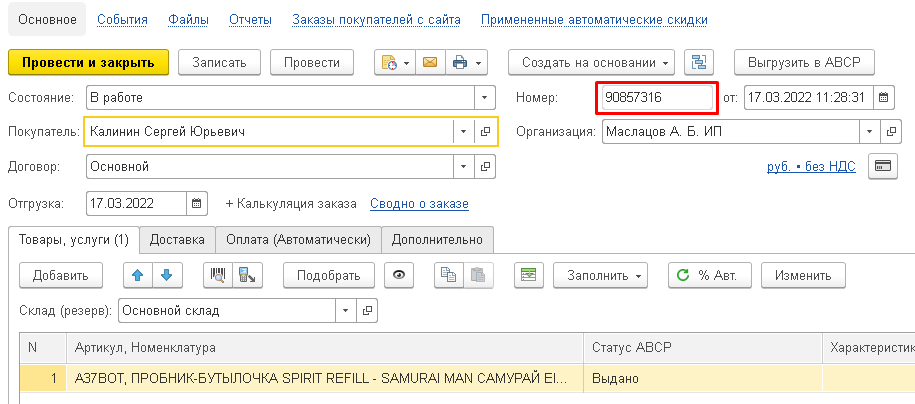 Основное События Файлы Отчеты Заказы покупателей с сайта Примененные автоматические скидки
Провести и закрыть Записать Провести Создать на основании Выгрузить в АВСР
Состояние: В работе Номер: 90857316 от: 17.03.2022 11:28:31
Покупатель: Калинин Сергей Юрьевич Организация: Маслацов А. Б. ИП
Договор: Основной руб. • без НДС
Отгрузка: 17.03.2022 + Калькуляция заказа Сводно о заказе
Товары, услуги (1) Доставка Оплата (Автоматически) Дополнительно
Добавить Подобрать Заполнить % Авт. Изменить
Склад (резерв): Основной склад
N Артикул, Номенклатура Статус АВСР Характеристик
1 A37BOT, ПРОБНИК-БУТЫЛОЧКА SPIRIT REFILL - SAMURAI MAN САМУРАЙ EI... Выдано